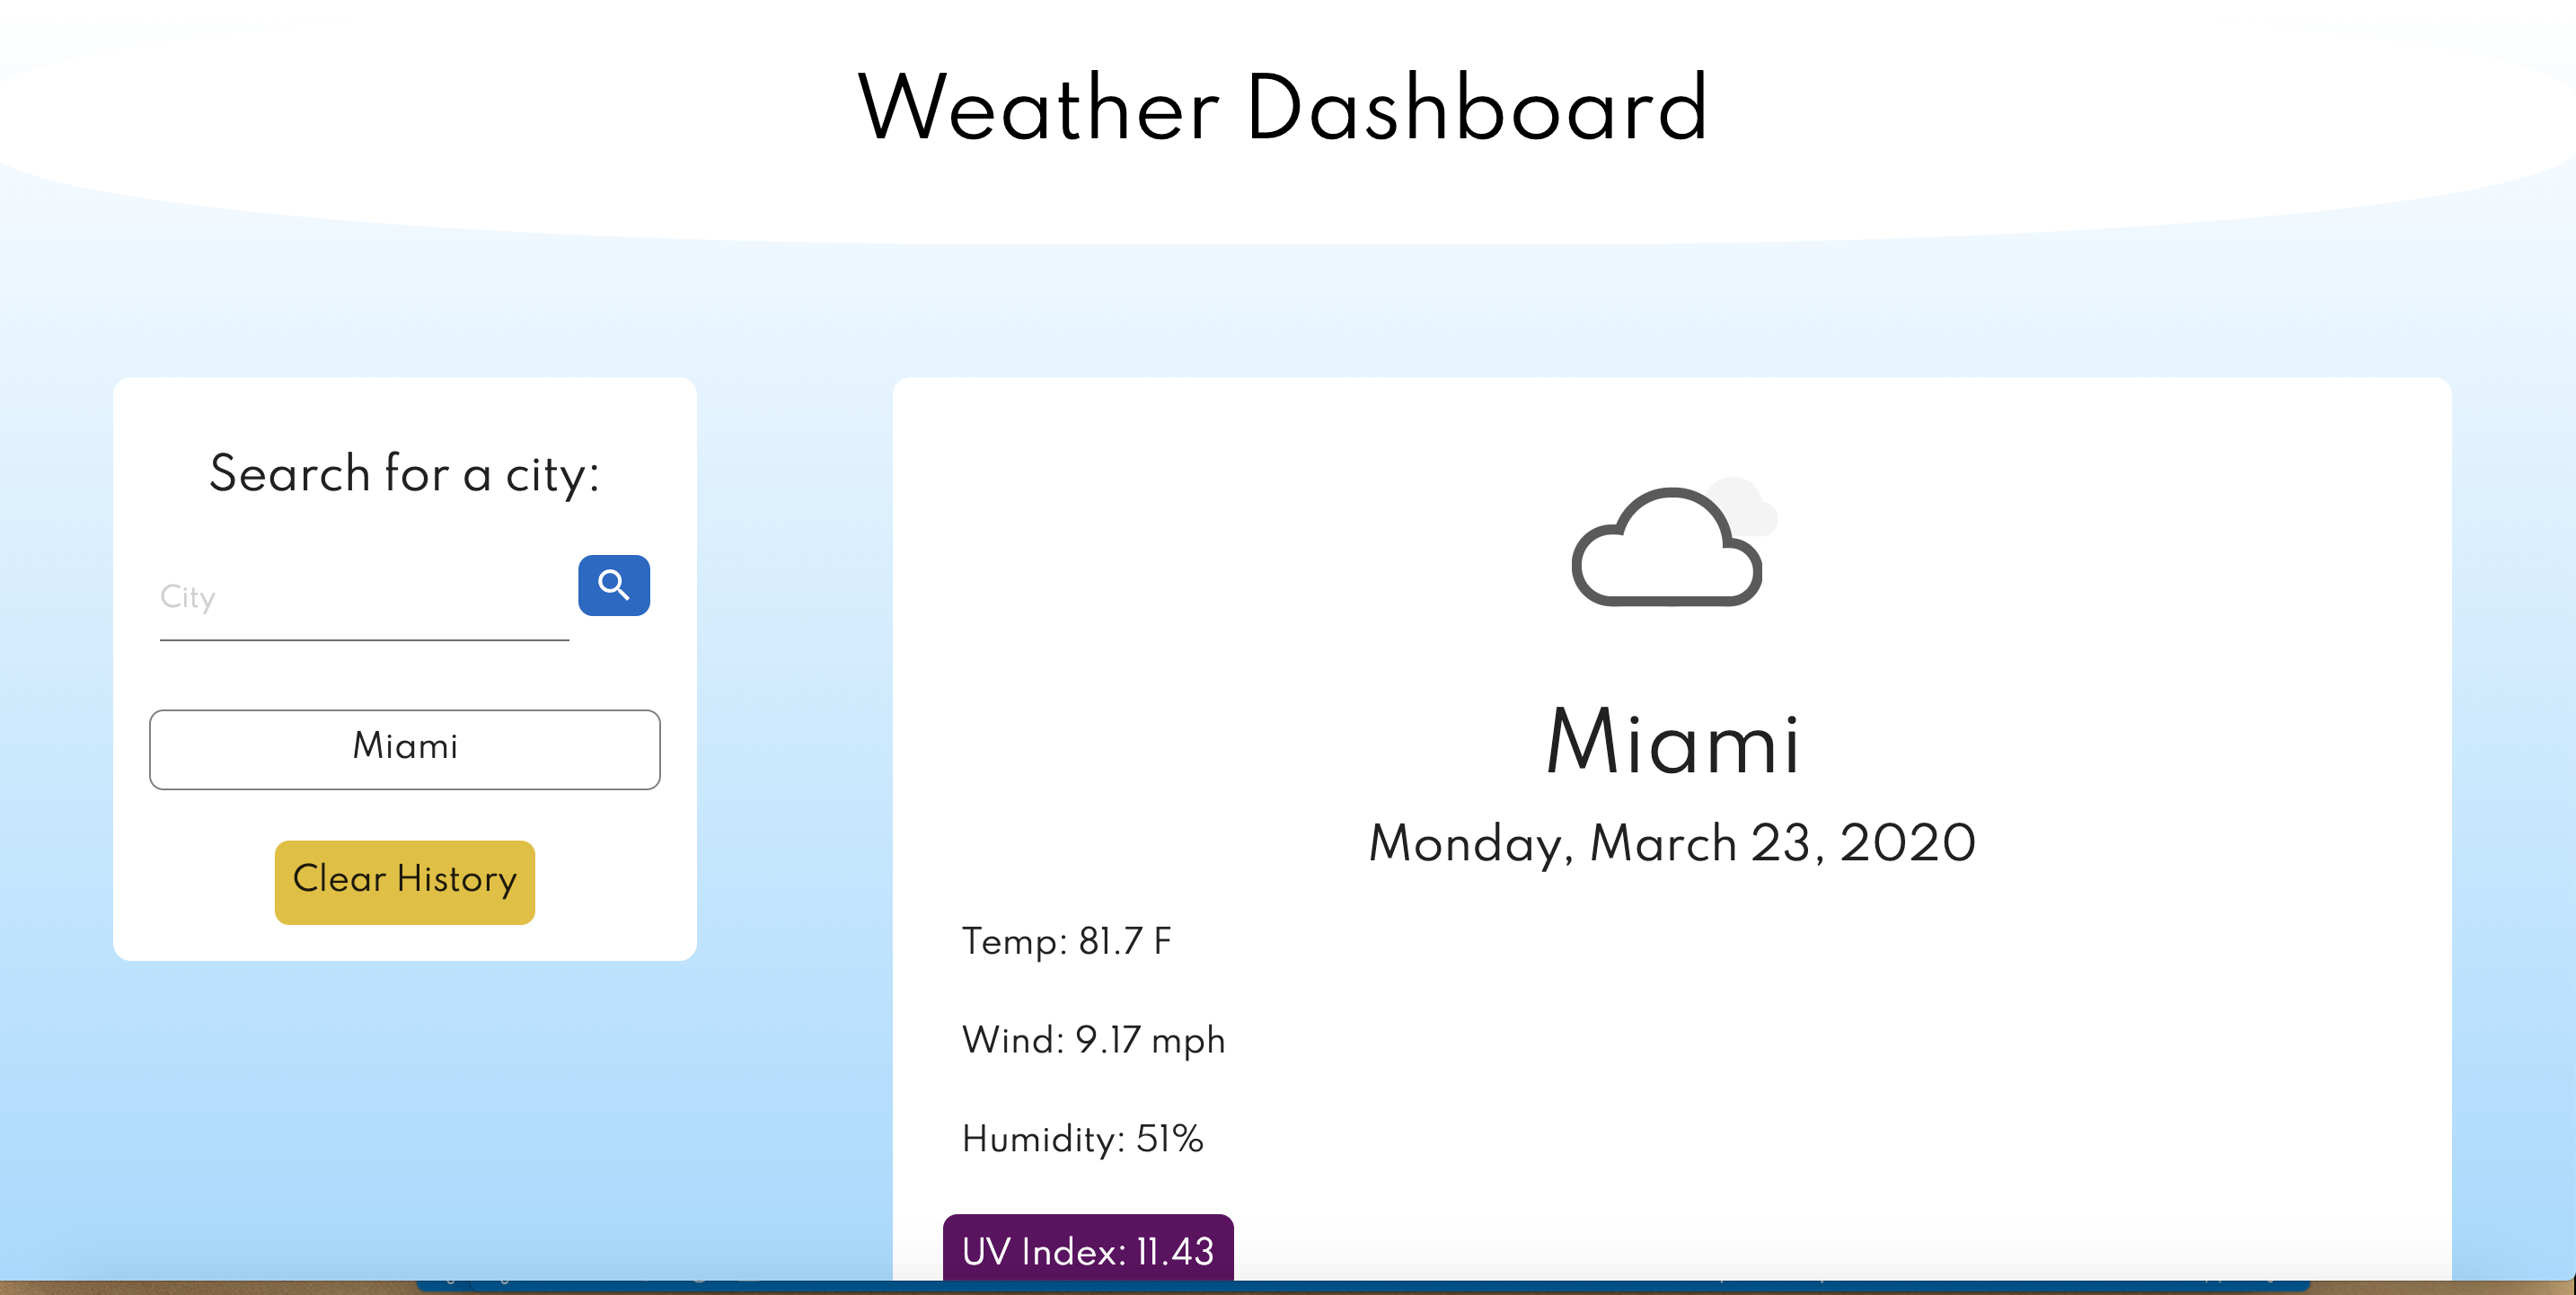 Weather Dashboard
Search for a city:
City
Miami
Clear History
Miami
Monday, March 23, 2020
Temp: 81.7 F
Wind: 9.17 mph
Humidity: 51%
UV Index: 11.43